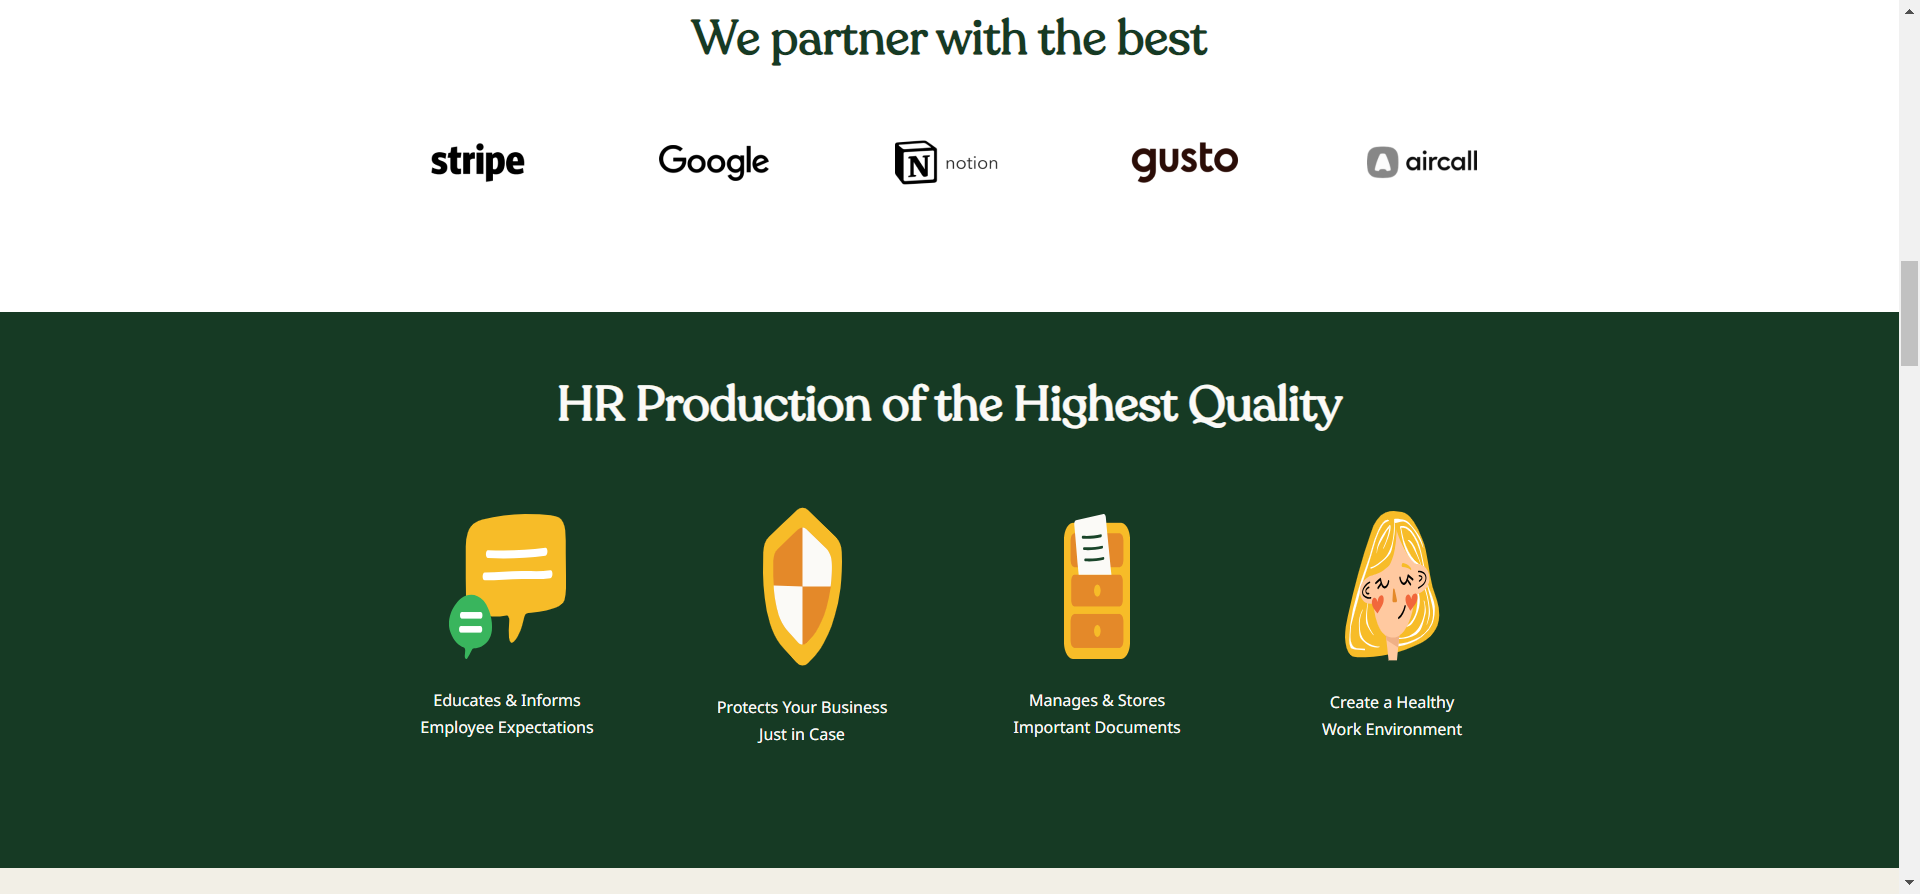 We partner with the best
stripe
Google
N notion
gusto
aircall
HR Production of the Highest Quality
Educates & Informs
Employee Expectations
Protects Your Business
Just in Case
Manages & Stores
Important Documents
Create a Healthy
Work Environment